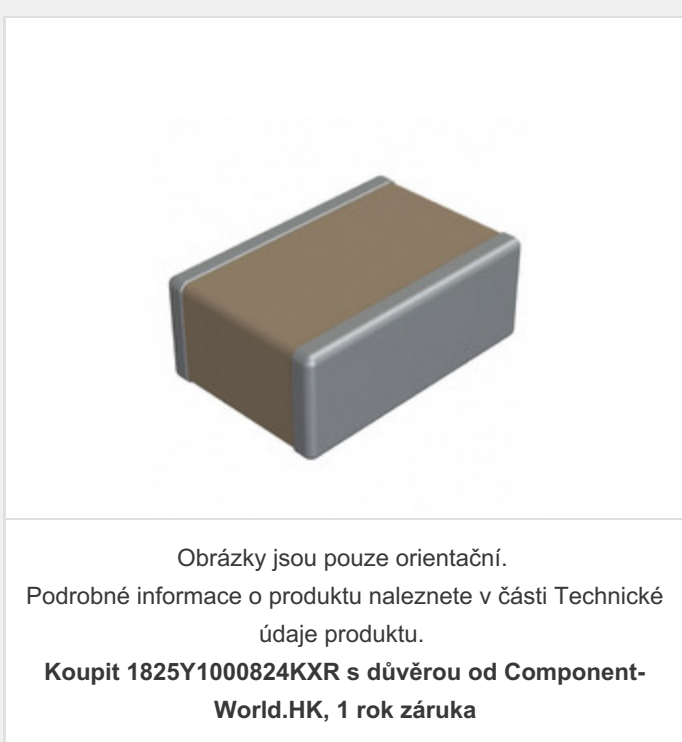 Obrázky jsou pouze orientační.
Podrobné informace o produktu naleznete v části Technické
údaje produktu.
Koupit 1825Y1000824KXR s důvěrou od Component-
World.HK, 1 rok záruka